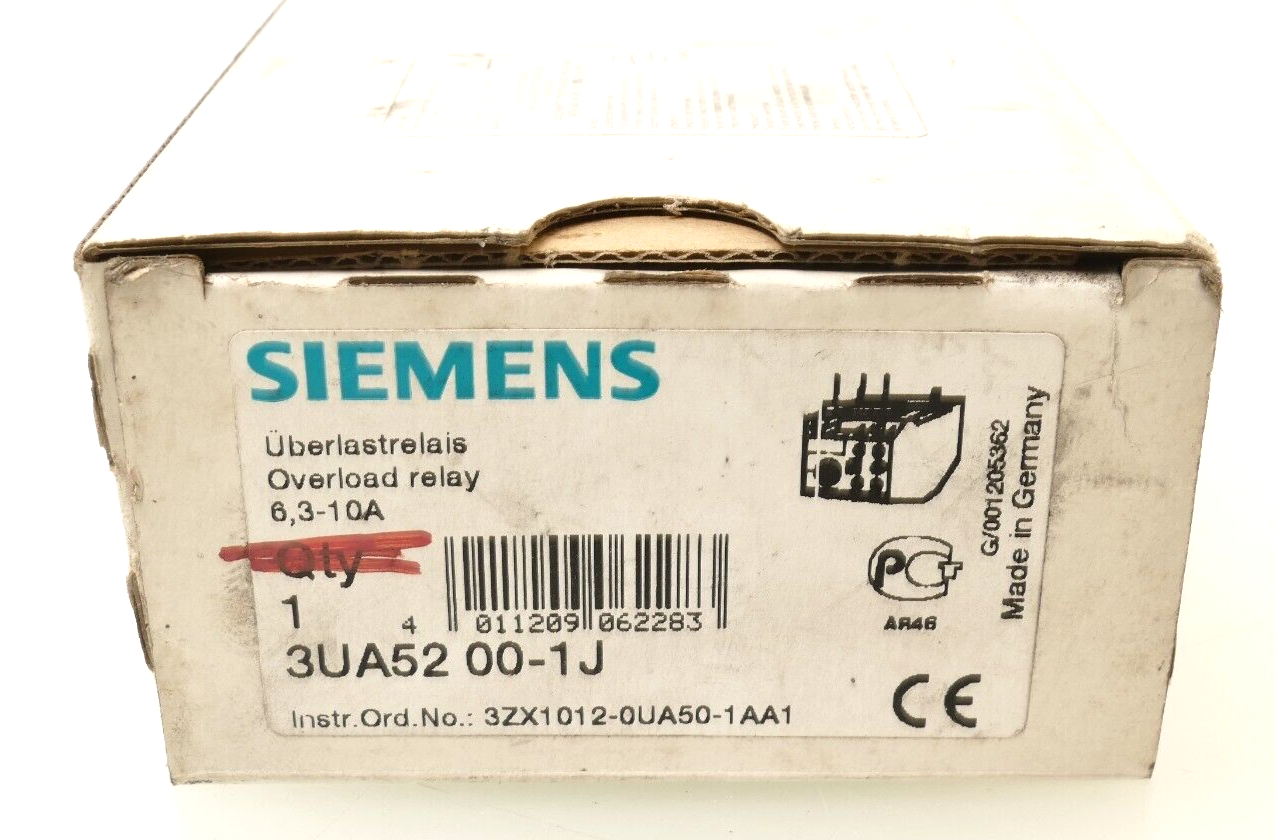 SIEMENS
Überlastrelais
Overload relay
6,3-10A
Qty
1
4 011209 062283
3UA52 00-1J
Instr.Ord.No.: 3ZX1012-0UA50-1AA1
G/001205362
Made in Germany
PC
AR46
CE